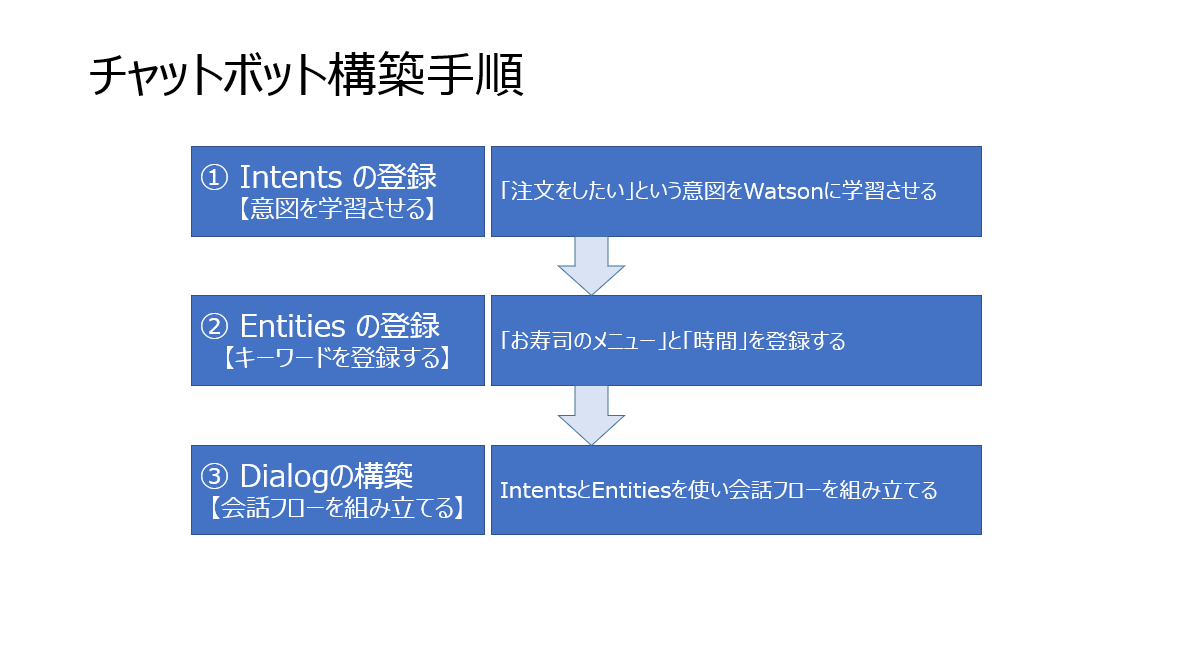 チャットボット構築手順
① Intents の登録
【意図を学習させる】
「注文をしたい」という意図をWatsonに学習させる
② Entities の登録
【キーワードを登録する】
「お寿司のメニュー」と「時間」を登録する
③ Dialogの構築
【会話フローを組み立てる】
IntentsとEntitiesを使い会話フローを組み立てる